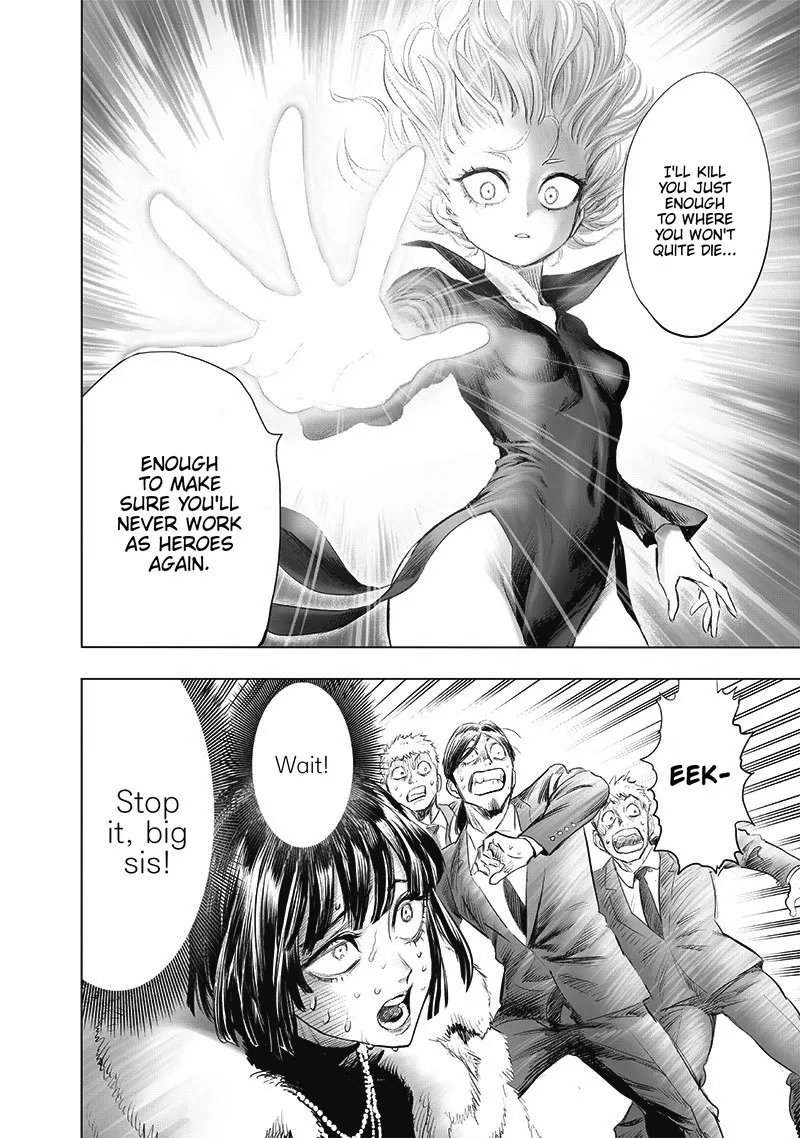 I'LL KILL
YOU JUST
ENOUGH
TO WHERE
YOU WON'T
QUITE DIE...
ENOUGH
TO MAKE
SURE YOU'LL
NEVER WORK
AS HEROES
AGAIN.
EEK-
Wait!
Stop
it, big
sis!